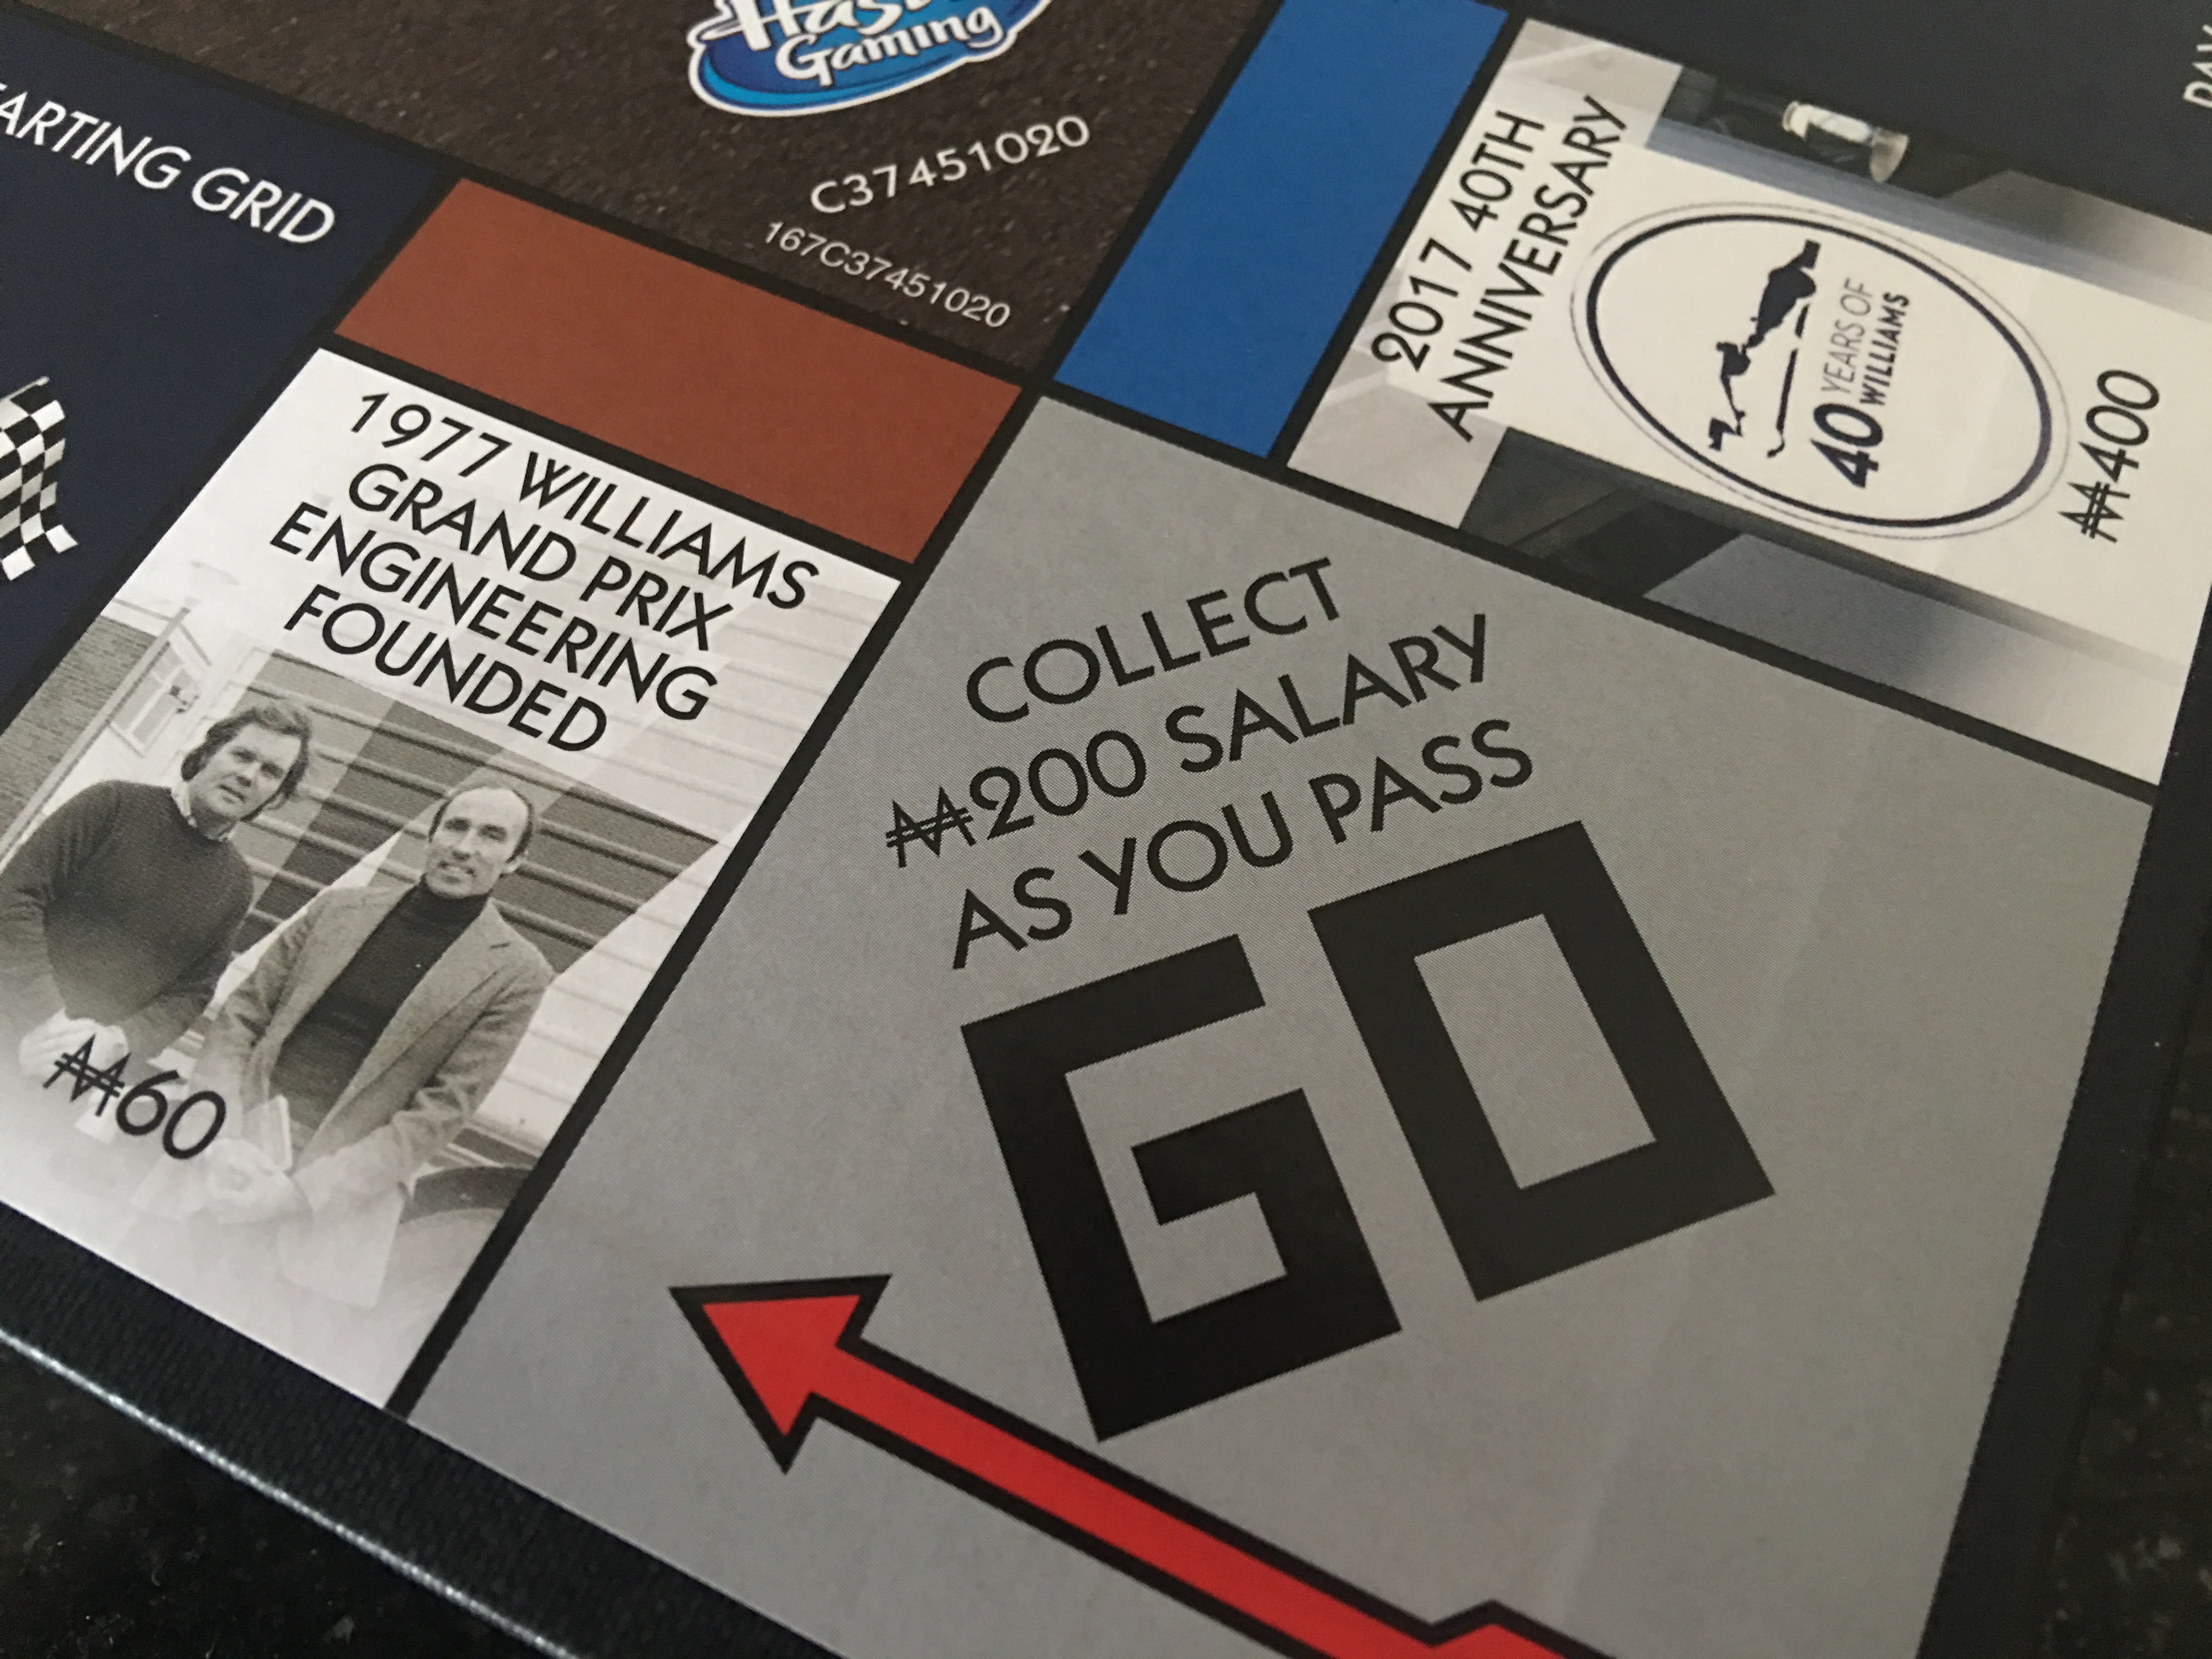 Gaming
C37451020
167C37451020
GRID
1977 WILLIAMS
GRAND PRIX
ENGINEERING
FOUNDED
₩60
COLLECT
₩200 SALARY
AS YOU PASS
GO
2017 40TH
ANNIVERSARY
40 YEARS OF
WILLIAMS
₩400